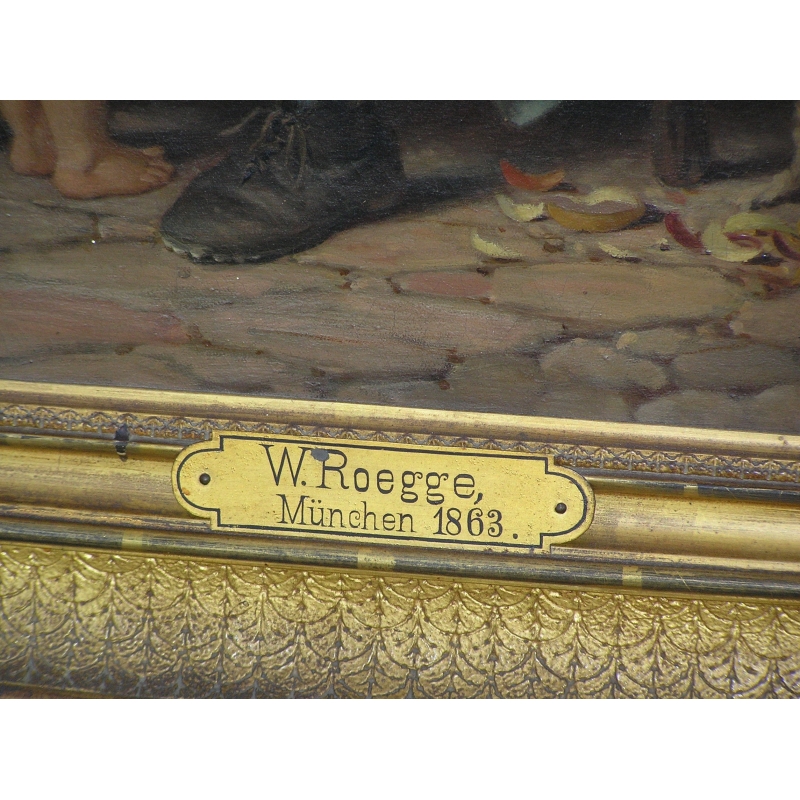 W. Roegge,
München 1863.